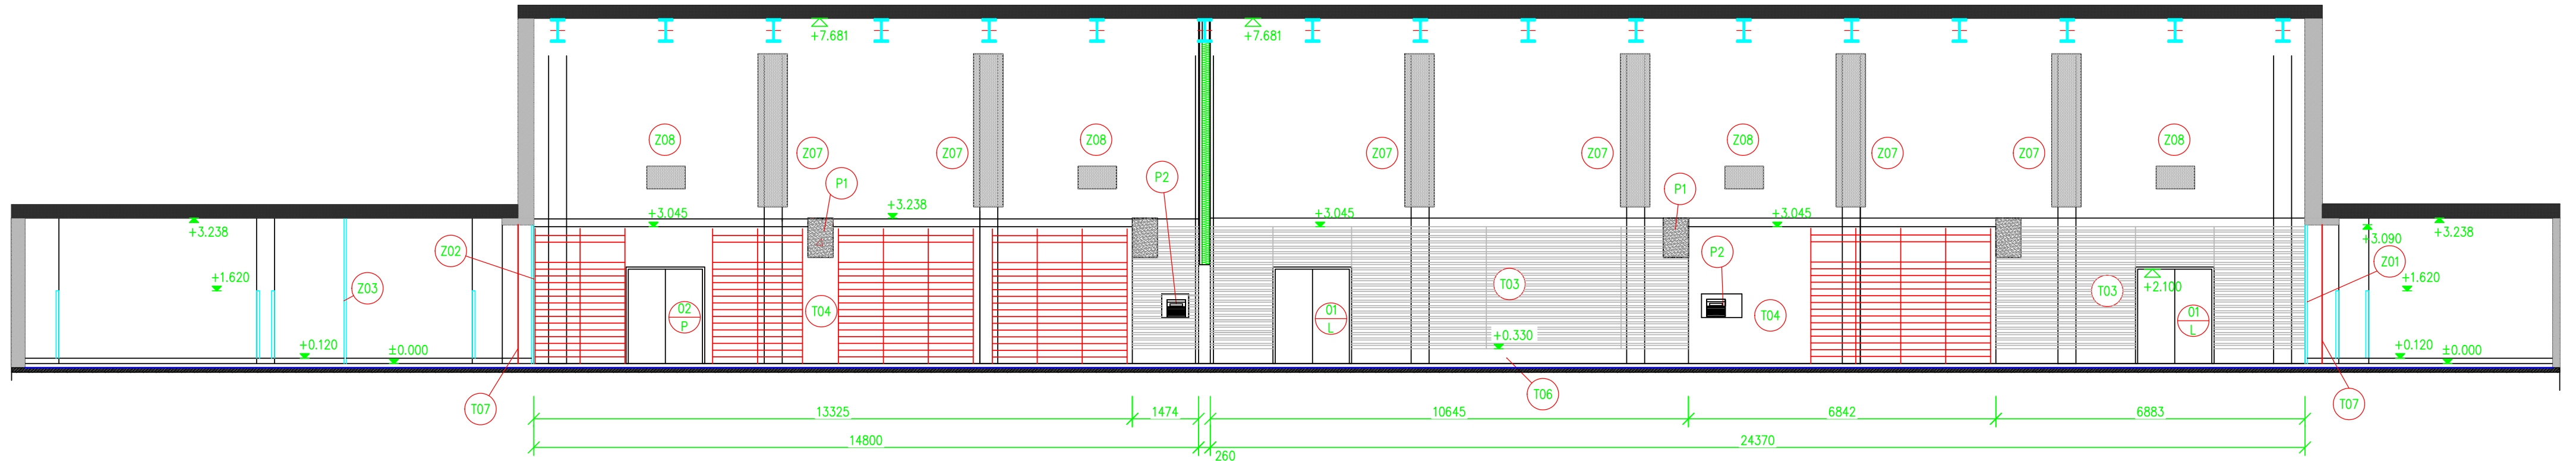 +7.681
+7.681
Z08
Z07
Z07
Z08
Z07
Z07
Z08
Z07
Z07
Z08
P1
P2
P1
+3.238
+3.045
+3.238
+3.045
+3.045
+3.238
+3.090
Z02
P2
Z01
+1.620
Z03
T03
T03
+2.100
+1.620
02
P
T04
01
L
T04
01
L
+0.330
+0.120
±0.000
+0.120
±0.000
T07
T06
T07
13325
1474
10645
6842
6883
14800
260
24370